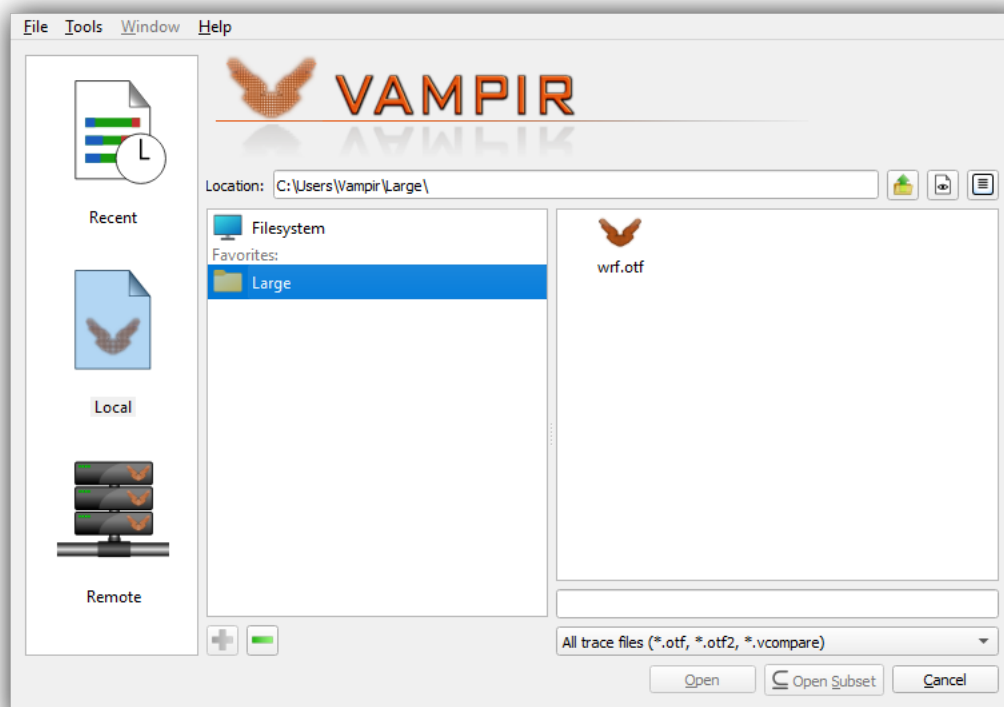 File Tools Window Help
VAMPIR
Recent
Location: C:\Users\Vampir\Large\
Filesystem
Favorites:
Large
wrf.otf
Local
Remote
All trace files (*.otf, *.otf2, *.vcompare)
Open Open Subset Cancel